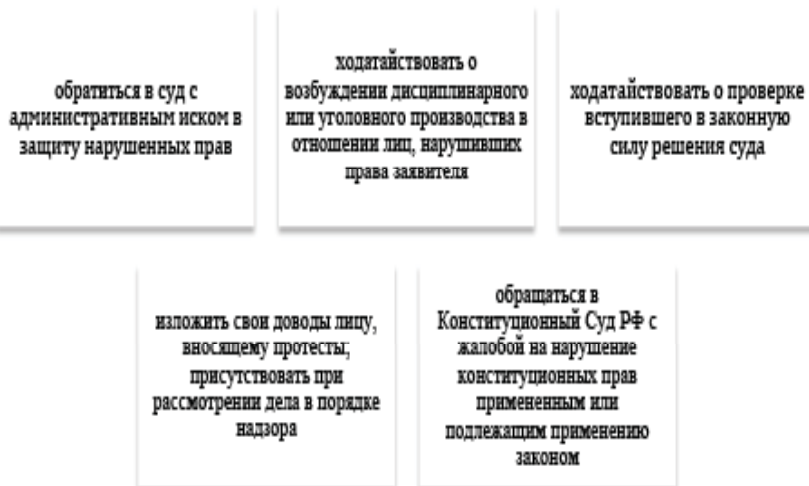 обратиться в суд с
административным иском в
защиту нарушенных прав
ходатайствовать о
возбуждении дисциплинарного
или уголовного производства в
отношении лиц, нарушивших
права заявителя
ходатайствовать о проверке
вступившего в законную
силу решения суда
изложить свои доводы лицу,
вносящему протесты;
присутствовать при
рассмотрении дела в порядке
надзора
обращаться в
Конституционный Суд РФ с
жалобой на нарушение
конституционных прав
примененным или
подлежащим применению
законом